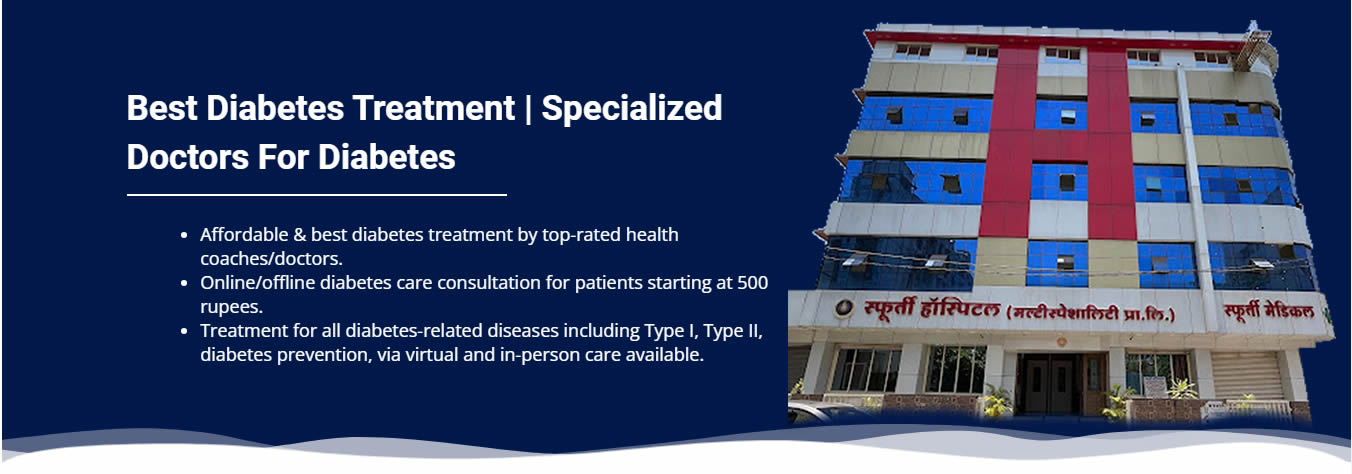 Best Diabetes Treatment | Specialized
Doctors For Diabetes
• Affordable & best diabetes treatment by top-rated health
coaches/doctors.
• Online/offline diabetes care consultation for patients starting at 500
rupees.
• Treatment for all diabetes-related diseases including Type I, Type II,
diabetes prevention, via virtual and in-person care available.
स्फूर्ती हॉस्पिटल (मल्टीस्पेशालिटी प्रा.लि.)
स्फूर्ती मेडिकल